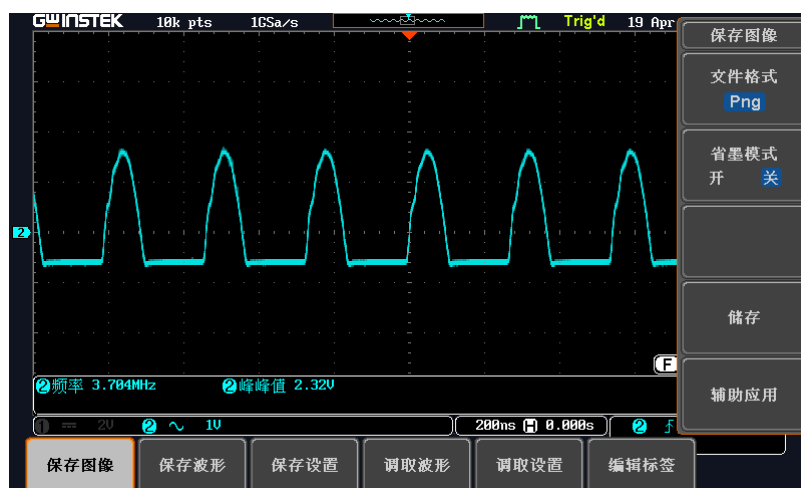 GWINSTEK 10k pts 1GSa/s Trig'd 19 Apr
保存图像
文件格式
Png
省墨模式
开 关
2
储存
F
2频率 3.704MHz 2峰峰值 2.32V
辅助应用
1 2V 2 1V 200ns H 0.000s 2
保存图像 保存波形 保存设置 调取波形 调取设置 编辑标签